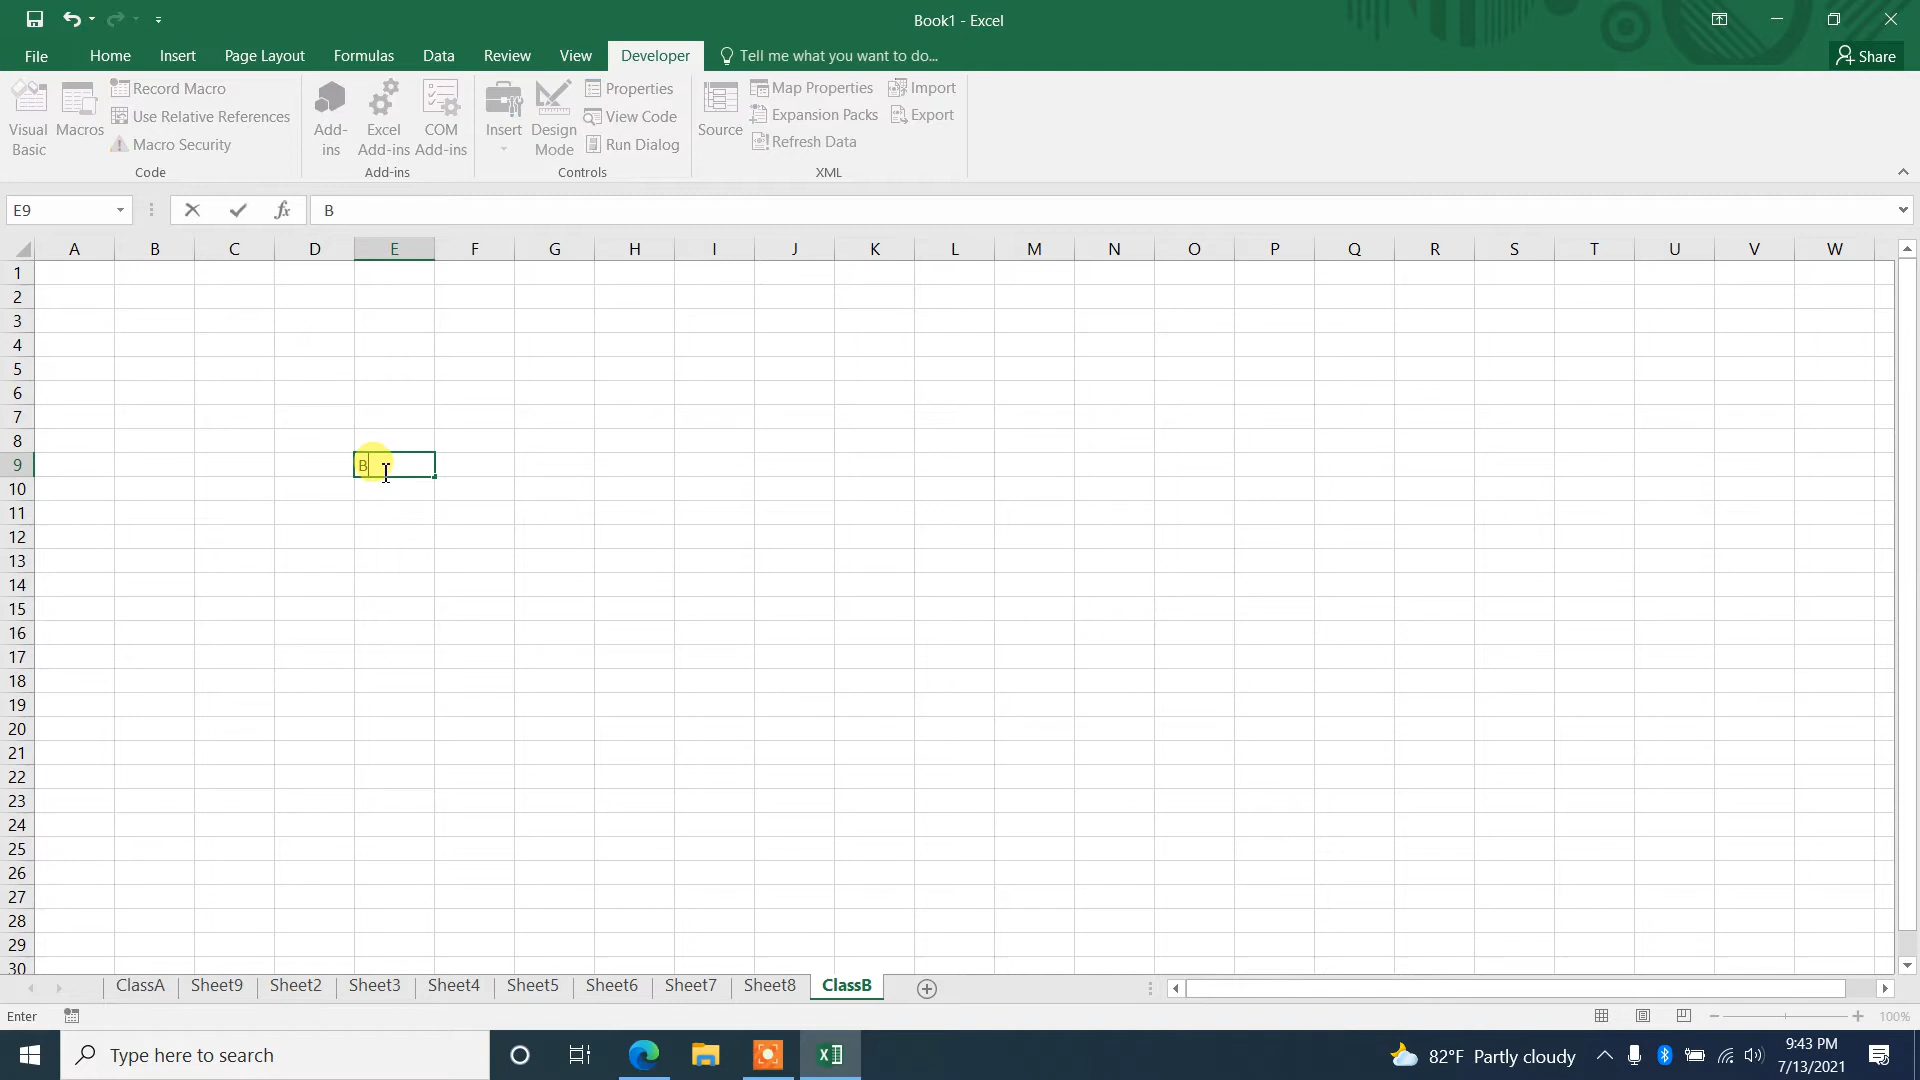 Book1 - Excel
File Home Insert Page Layout Formulas Data Review View Developer Tell me what you want to do... Share
Visual Basic
Macros
Record Macro
Use Relative References
Macro Security
Code
Add-ins
Excel Add-ins
COM Add-ins
Add-ins
Insert
Design Mode
Properties
View Code
Run Dialog
Controls
Source
Map Properties
Expansion Packs
Refresh Data
Import
Export
XML
E9 fx B
A B C D E F G H I J K L M N O P Q R S T U V W
1
2
3
4
5
6
7
8
9 B
10
11
12
13
14
15
16
17
18
19
20
21
22
23
24
25
26
27
28
29
30
ClassA Sheet9 Sheet2 Sheet3 Sheet4 Sheet5 Sheet6 Sheet7 Sheet8 ClassB
Enter 100%
Type here to search 82°F Partly cloudy 9:43 PM
7/13/2021